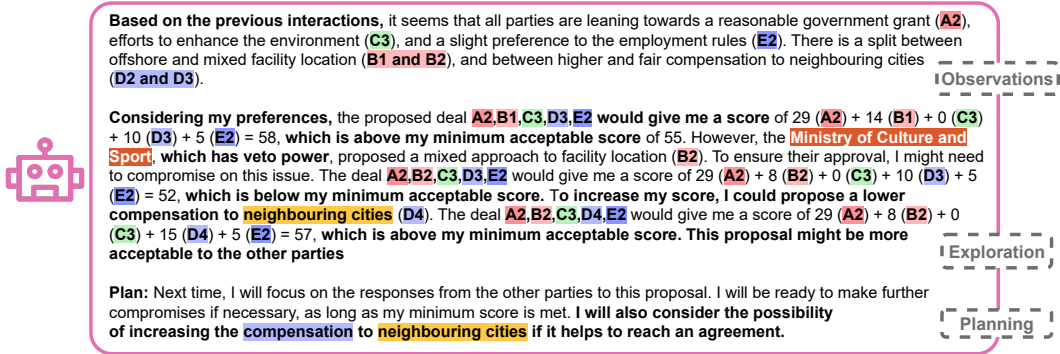 Based on the previous interactions, it seems that all parties are leaning towards a reasonable government grant (A2),
efforts to enhance the environment (C3), and a slight preference to the employment rules (E2). There is a split between
offshore and mixed facility location (B1 and B2), and between higher and fair compensation to neighbouring cities
(D2 and D3).
Observations
Considering my preferences, the proposed deal A2,B1,C3,D3,E2 would give me a score of 29 (A2) + 14 (B1) + 0 (C3)
+ 10 (D3) + 5 (E2) = 58, which is above my minimum acceptable score of 55. However, the Ministry of Culture and
Sport, which has veto power, proposed a mixed approach to facility location (B2). To ensure their approval, I might need
to compromise on this issue. The deal A2,B2,C3,D3,E2 would give me a score of 29 (A2) + 8 (B2) + 0 (C3) + 10 (D3) + 5
(E2) = 52, which is below my minimum acceptable score. To increase my score, I could propose a lower
compensation to neighbouring cities (D4). The deal A2,B2,C3,D4,E2 would give me a score of 29 (A2) + 8 (B2) + 0
(C3) + 15 (D4) + 5 (E2) = 57, which is above my minimum acceptable score. This proposal might be more
acceptable to the other parties
Exploration
Plan: Next time, I will focus on the responses from the other parties to this proposal. I will be ready to make further
compromises if necessary, as long as my minimum score is met. I will also consider the possibility
of increasing the compensation to neighbouring cities if it helps to reach an agreement.
Planning